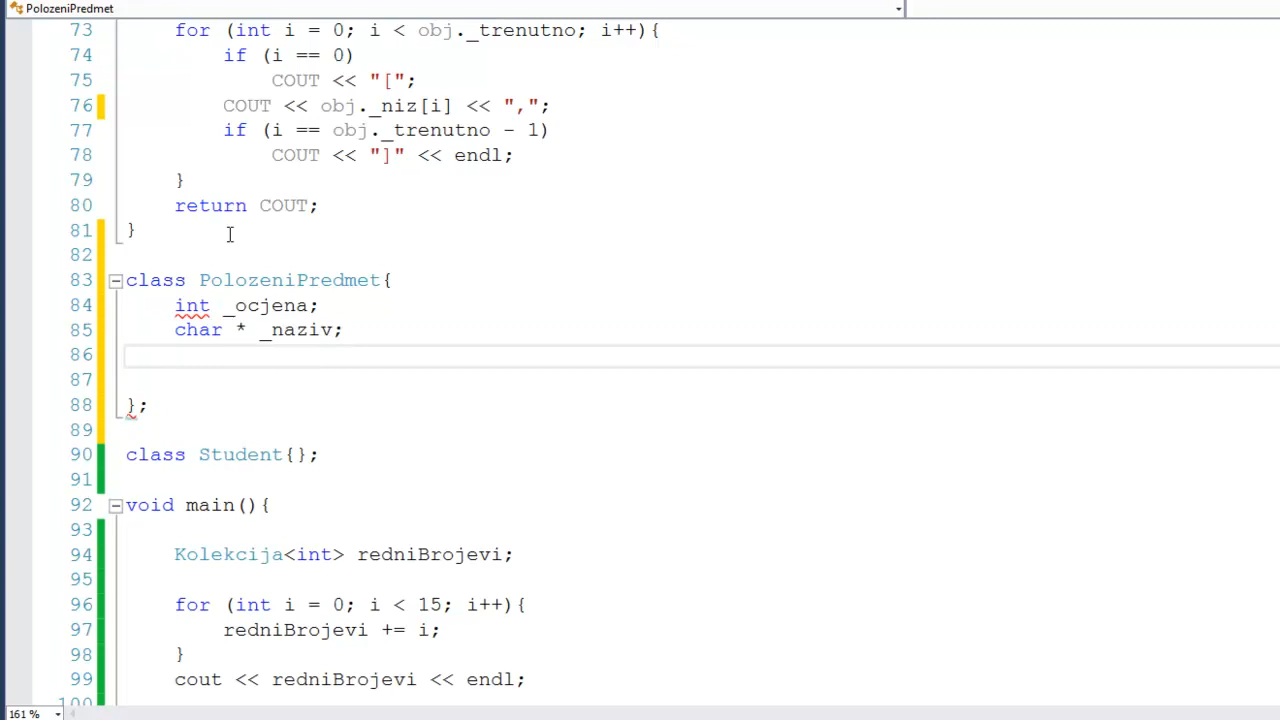 PolozeniPredmet
73 for (int i = 0; i < obj._trenutno; i++){
74 if (i == 0)
75 COUT << "[";
76 COUT << obj._niz[i] << ",";
77 if (i == obj._trenutno - 1)
78 COUT << "]" << endl;
79 }
80 return COUT;
81 }
82
83 class PolozeniPredmet{
84 int _ocjena;
85 char * _naziv;
86
87
88 };
89
90 class Student{};
91
92 void main(){
93
94 Kolekcija<int> redniBrojevi;
95
96 for (int i = 0; i < 15; i++){
97 redniBrojevi += i;
98 }
99 cout << redniBrojevi << endl;
100
161 %